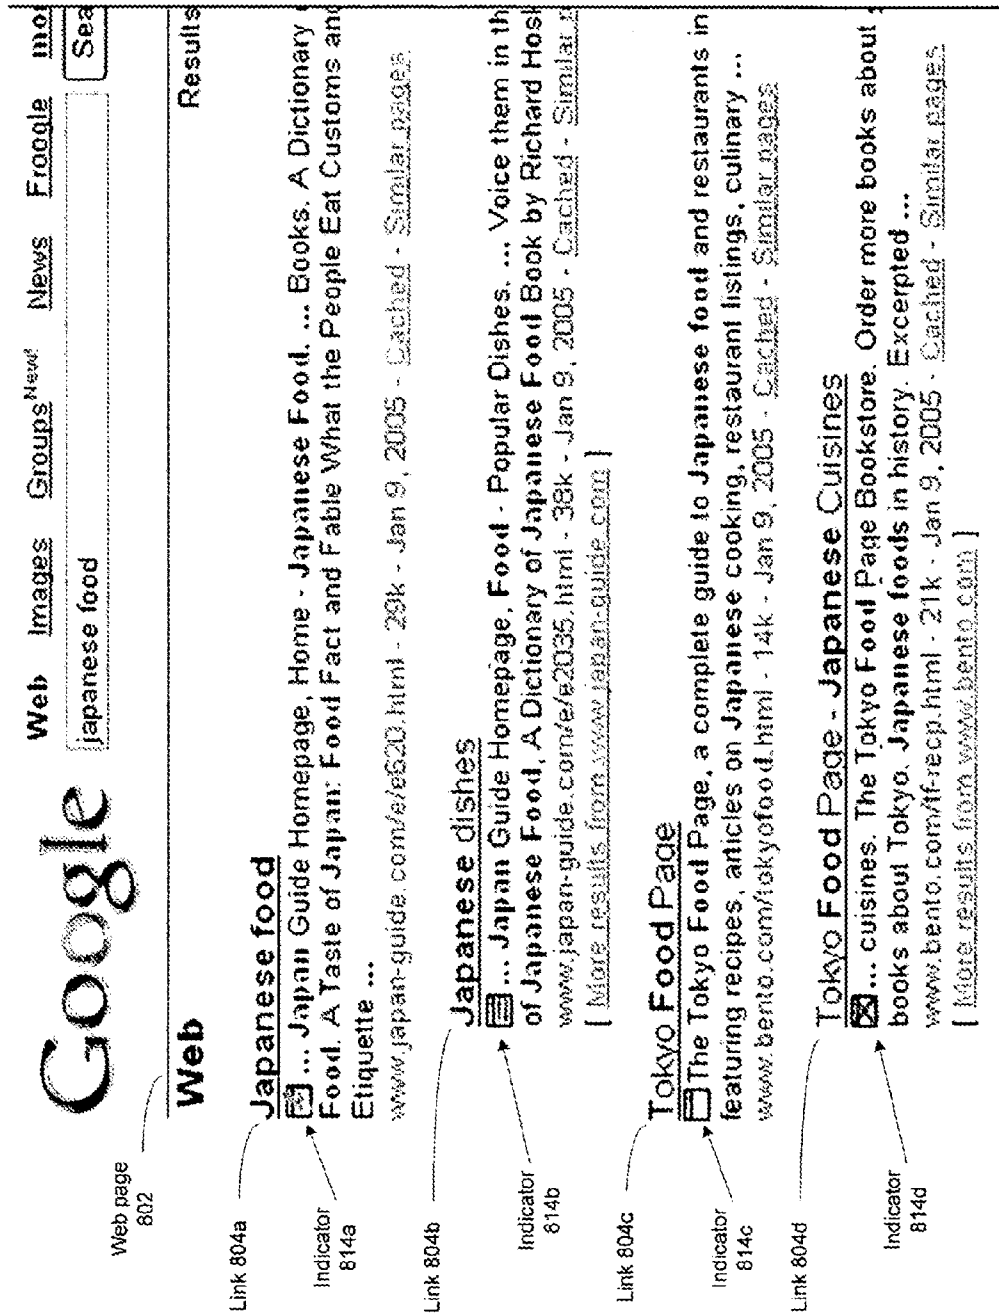 Google
Web Images Groups New! News Froogle
japanese food
Web Results
Web page
802
Link 804a
Japanese food
Indicator
814a
... Japan Guide Homepage, Home - Japanese Food. ... Books. A Dictionary
Food. A Taste of Japan: Food Fact and Fable What the People Eat Customs and
Etiquette ...
www.japan-guide.com/e/e620.html - 29k - Jan 9, 2005 - Cached - Similar pages
Link 804b
Japanese dishes
Indicator
814b
... Japan Guide Homepage, Food - Popular Dishes. ... Voice them in th
of Japanese Food, A Dictionary of Japanese Food Book by Richard Hosk
www.japan-guide.com/e/e2035.html - 38k - Jan 9, 2005 - Cached - Similar p
[ More results from www.japan-guide.com ]
Link 804c
Tokyo Food Page
Indicator
814c
The Tokyo Food Page, a complete guide to Japanese food and restaurants in
featuring recipes, articles on Japanese cooking, restaurant listings, culinary ...
www.bento.com/tokyofood.html - 14k - Jan 9, 2005 - Cached - Similar pages
Link 804d
Tokyo Food Page - Japanese Cuisines
Indicator
814d
... cuisines. The Tokyo Food Page Bookstore. Order more books about
books about Tokyo. Japanese foods in history. Excerpted ...
www.bento.com/tf-recp.html - 21k - Jan 9, 2005 - Cached - Similar pages
[ More results from www.bento.com ]